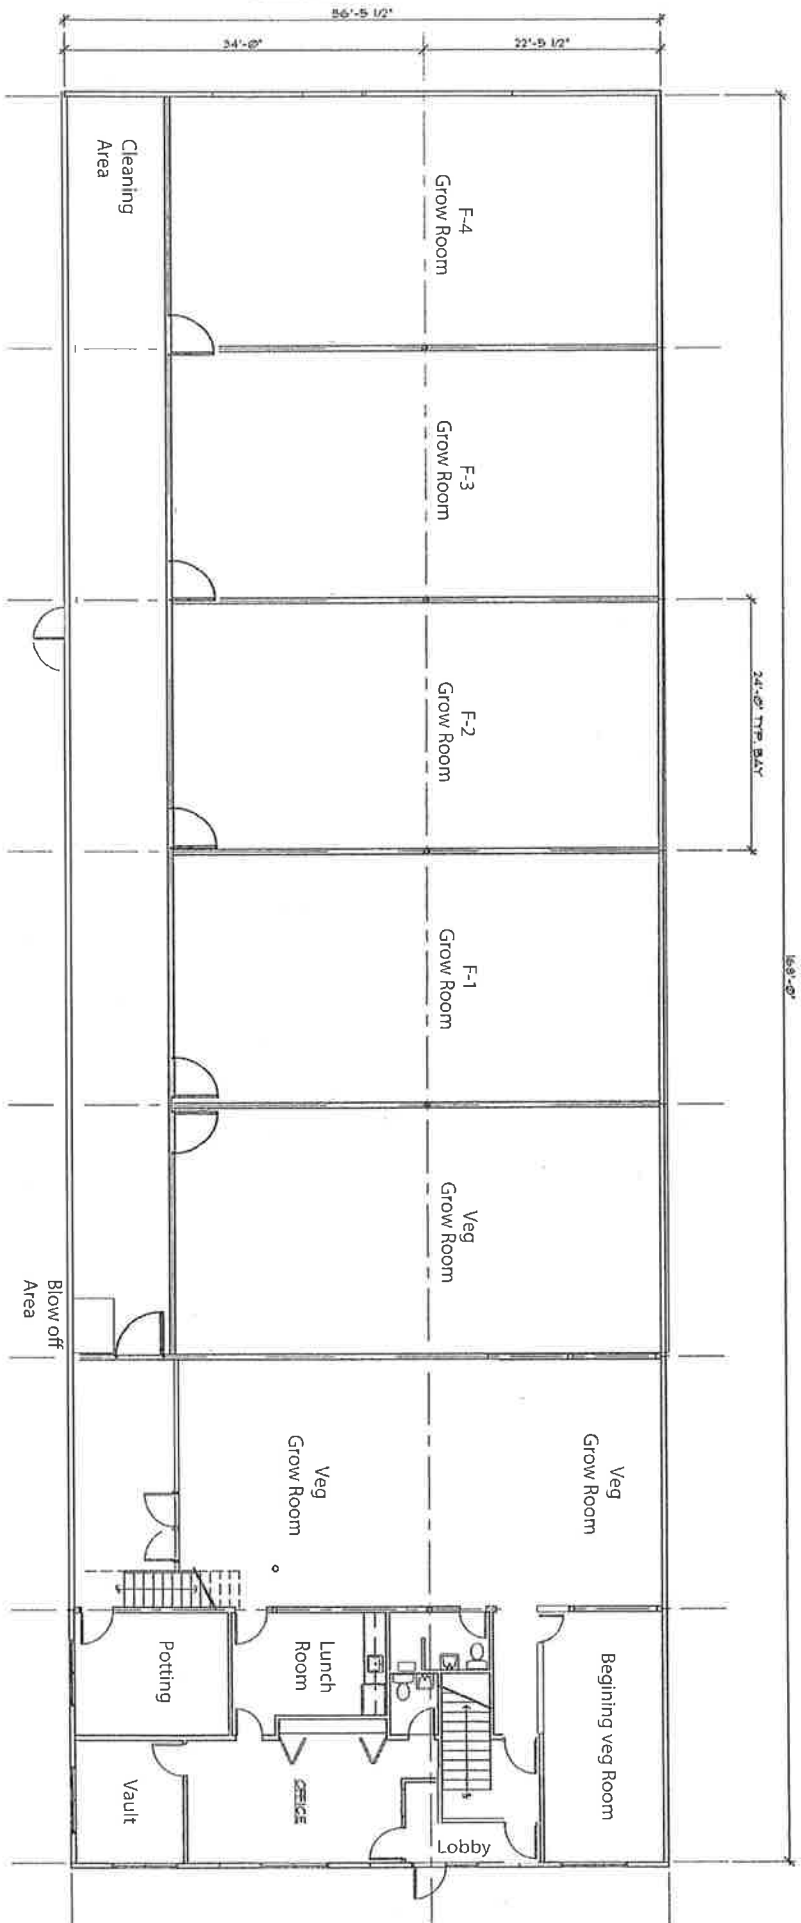 56'-5 1/2"
34'-0"
22'-5 1/2"
168'-0"
24'-0" TYP. BAY
Cleaning
Area
F-4
Grow Room
F-3
Grow Room
F-2
Grow Room
F-1
Grow Room
Veg
Grow Room
Blow off
Area
Veg
Grow Room
Veg
Grow Room
Potting
Lunch
Room
Begining veg Room
Vault
OFFICE
Lobby